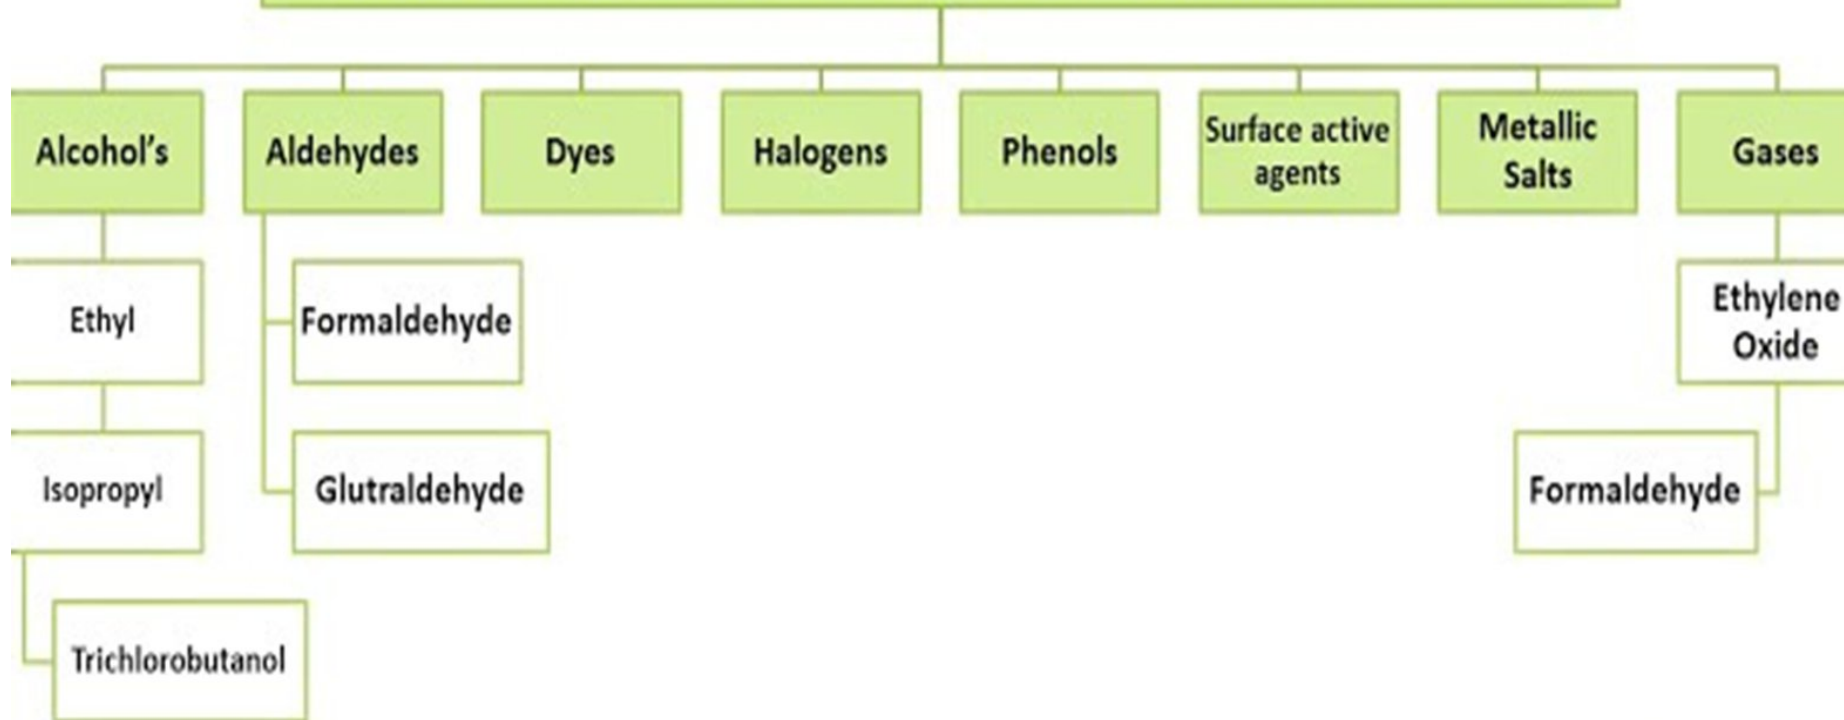 Alcohol's
Aldehydes
Dyes
Halogens
Phenols
Surface active
agents
Metallic
Salts
Gases
Ethyl
Formaldehyde
Ethylene
Oxide
Isopropyl
Glutraldehyde
Formaldehyde
Trichlorobutanol